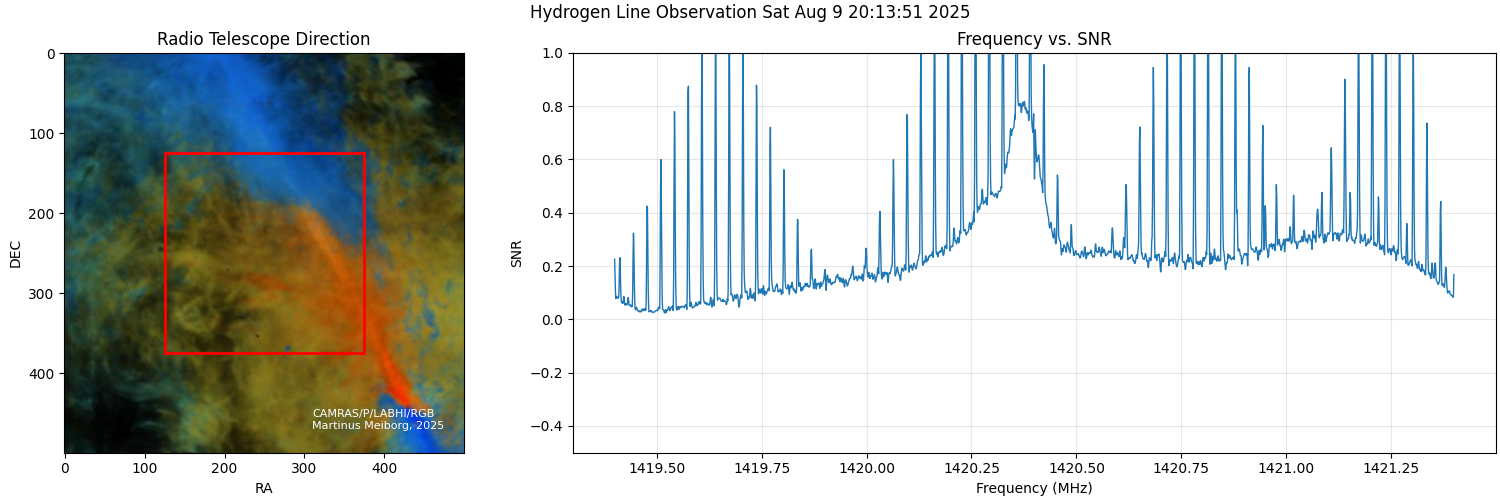 Hydrogen Line Observation Sat Aug 9 20:13:51 2025
Radio Telescope Direction
0
100
200
300
400
DEC
CAMRAS/P/LABHI/RGB
Martinus Meiborg, 2025
0 100 200 300 400
RA
Frequency vs. SNR
1.0
0.8
0.6
0.4
0.2
0.0
−0.2
−0.4
SNR
1419.50 1419.75 1420.00 1420.25 1420.50 1420.75 1421.00 1421.25
Frequency (MHz)